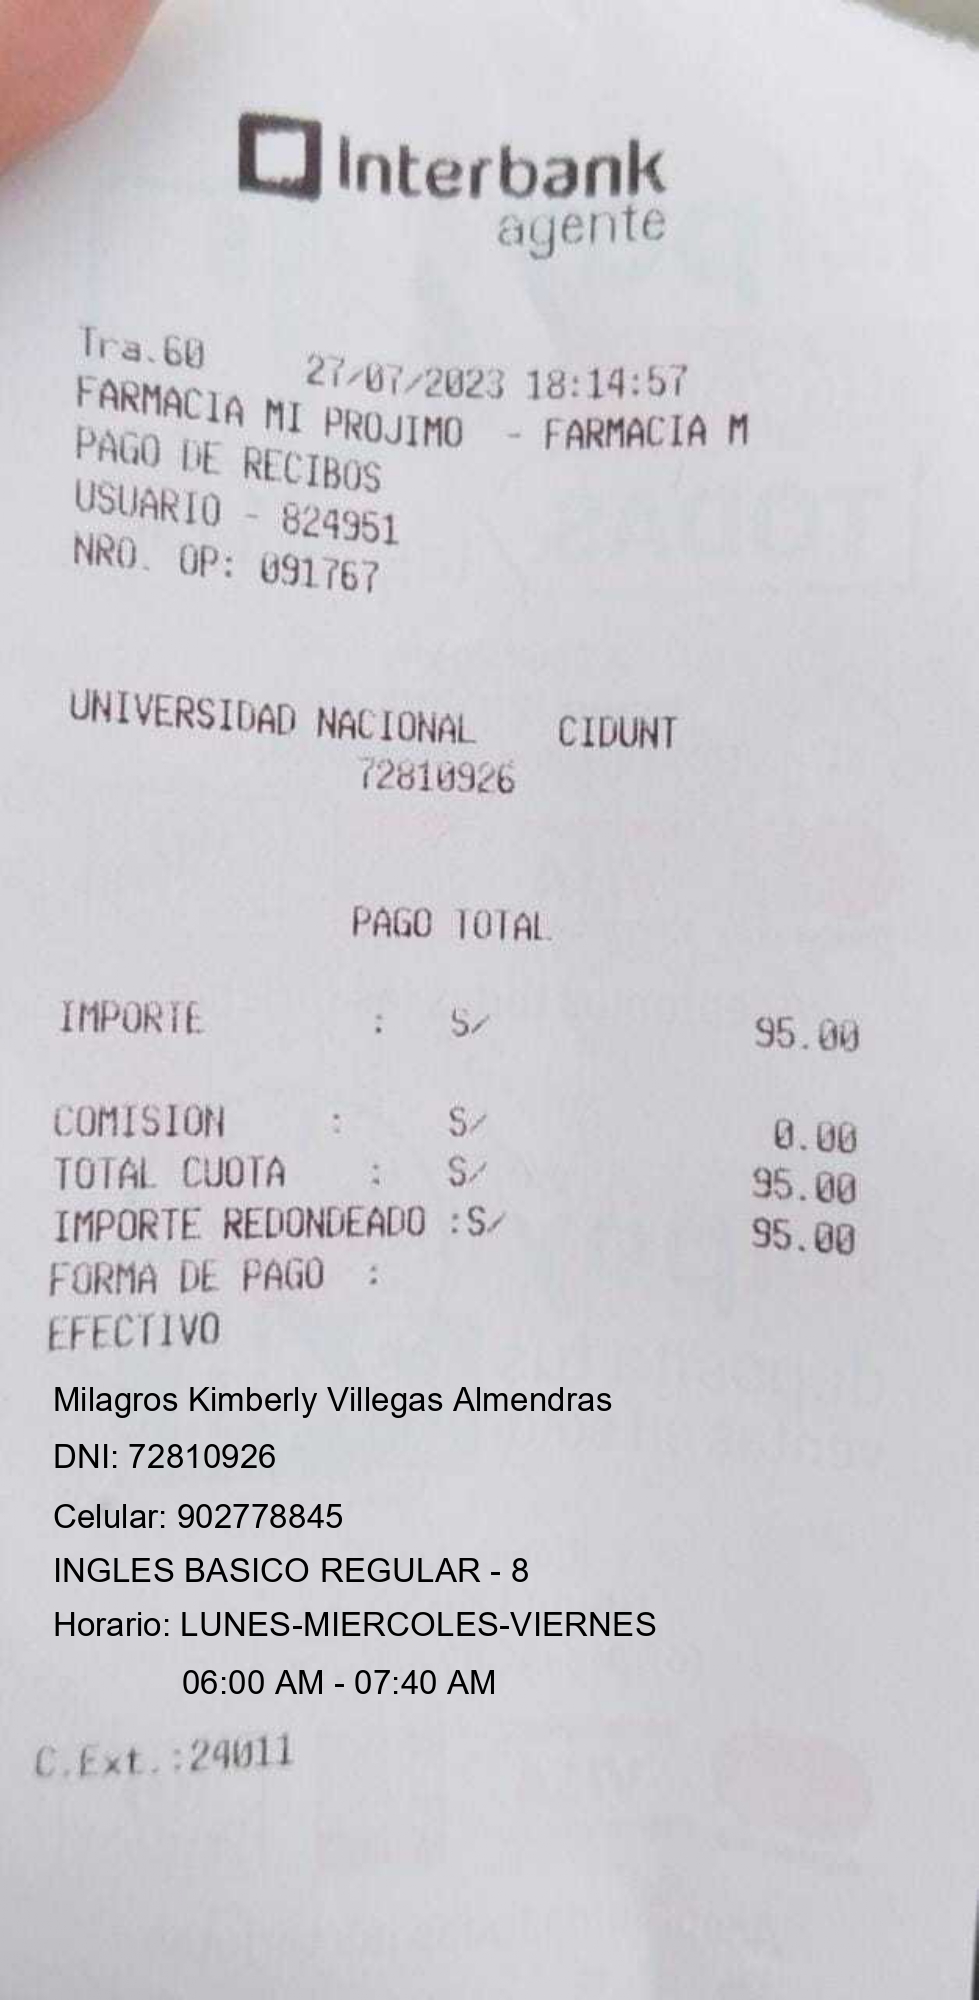 Interbank
agente
Tra.60 27/07/2023 18:14:57
FARMACIA MI PROJIMO - FARMACIA M
PAGO DE RECIBOS
USUARIO - 824951
NRO. OP: 091767
UNIVERSIDAD NACIONAL CIDUNT
72810926
PAGO TOTAL
IMPORTE : S/ 95.00
COMISION : S/ 0.00
TOTAL CUOTA : S/ 95.00
IMPORTE REDONDEADO :S/ 95.00
FORMA DE PAGO :
EFECTIVO
Milagros Kimberly Villegas Almendras
DNI: 72810926
Celular: 902778845
INGLES BASICO REGULAR - 8
Horario: LUNES-MIERCOLES-VIERNES
06:00 AM - 07:40 AM
C.Ext.:24011